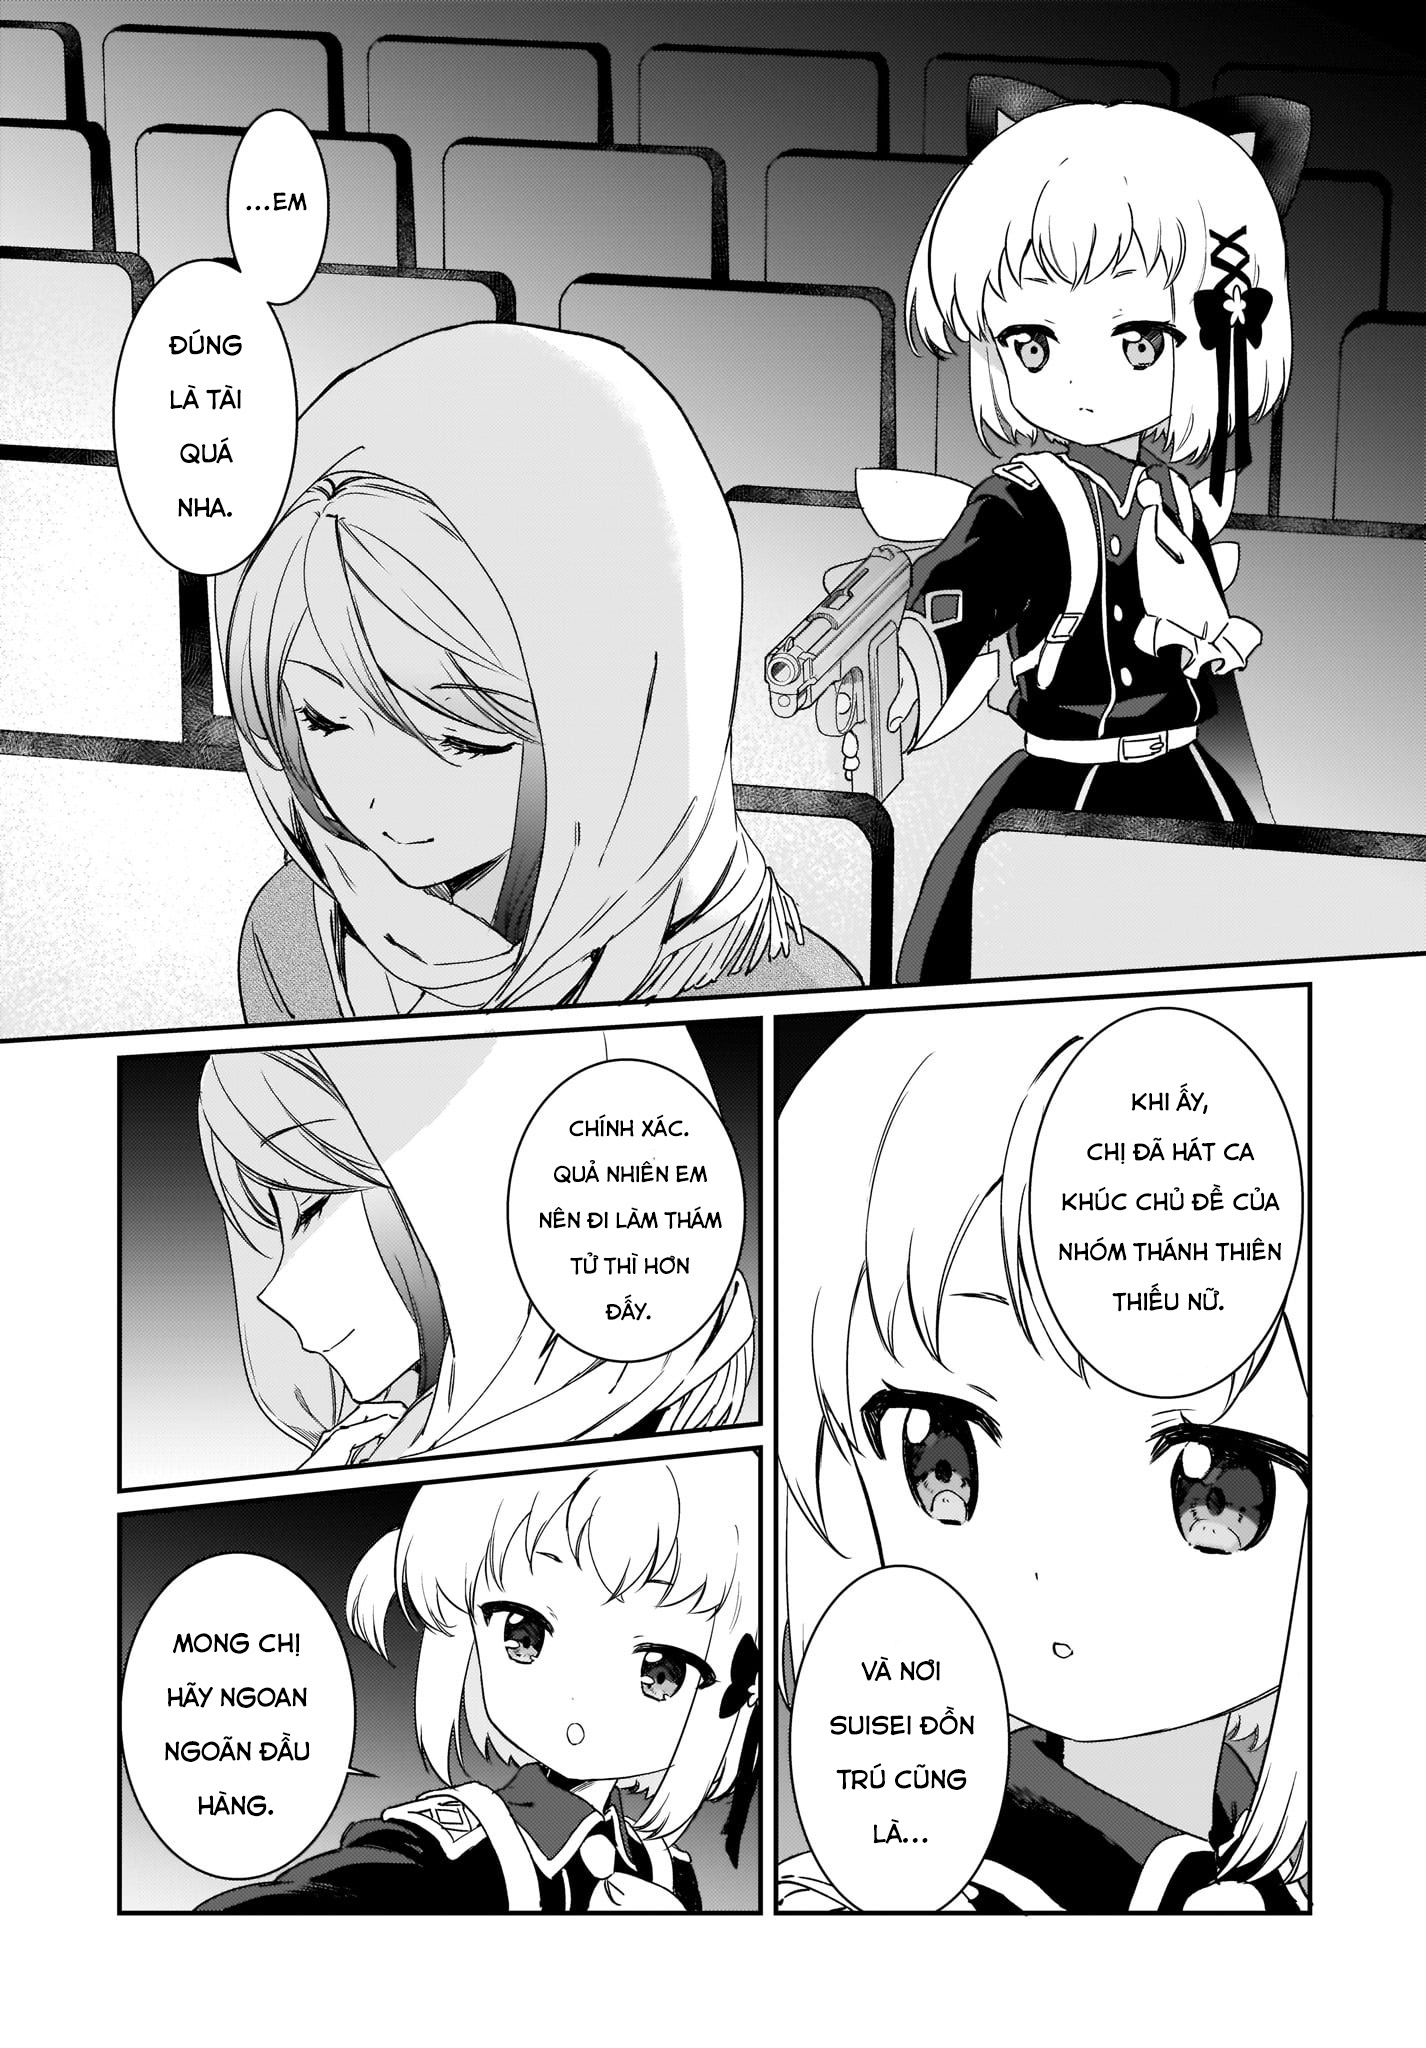 ...EM
ĐÚNG
LÀ TÀI
QUÁ
NHA.
KHI ẤY,
CHỊ ĐÃ HÁT CA
KHÚC CHỦ ĐỀ CỦA
NHÓM THÁNH THIÊN
THIẾU NỮ.
VÀ NƠI
SUISEI ĐỒN
TRÚ CŨNG
LÀ...
CHÍNH XÁC.
QUẢ NHIÊN EM
NÊN ĐI LÀM THÁM
TỬ THÌ HƠN
ĐẤY.
MONG CHỊ
HÃY NGOAN
NGOÃN ĐẦU
HÀNG.